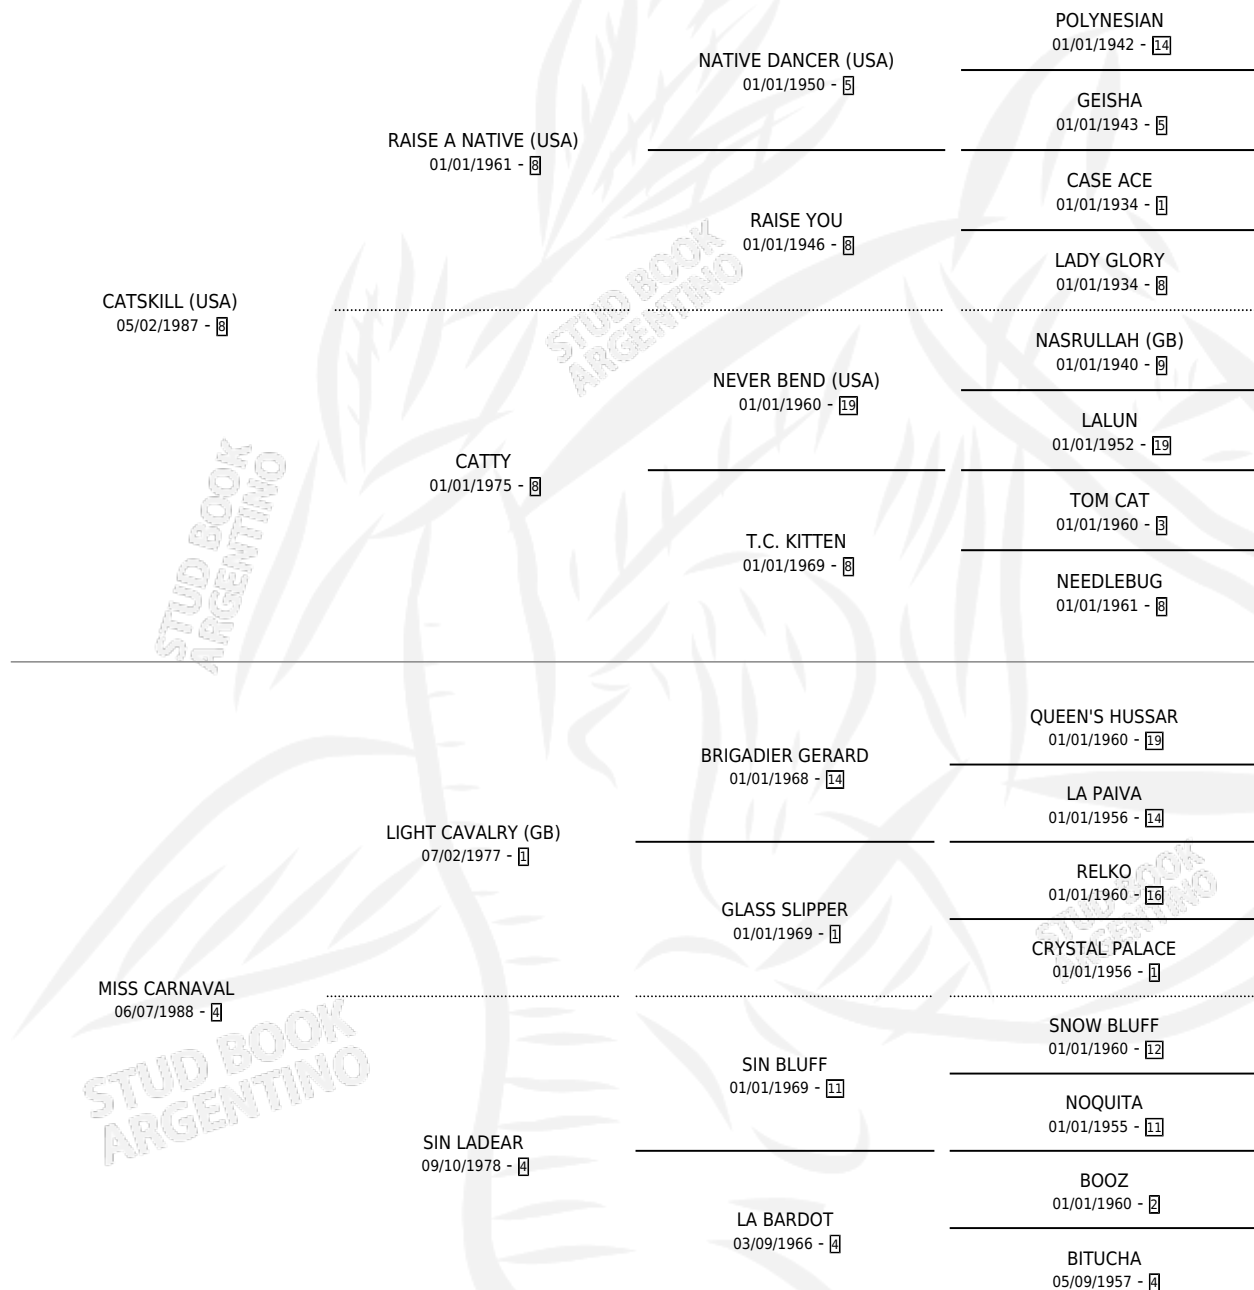 POLYNESIAN
01/01/1942 - 14
NATIVE DANCER (USA)
01/01/1950 - 5
GEISHA
01/01/1943 - 5
RAISE A NATIVE (USA)
01/01/1961 - 8
CASE ACE
01/01/1934 - 1
RAISE YOU
01/01/1946 - 8
LADY GLORY
01/01/1934 - 8
CATSKILL (USA)
05/02/1987 - 8
NASRULLAH (GB)
01/01/1940 - 9
NEVER BEND (USA)
01/01/1960 - 19
LALUN
01/01/1952 - 19
CATTY
01/01/1975 - 8
TOM CAT
01/01/1960 - 3
T.C. KITTEN
01/01/1969 - 8
NEEDLEBUG
01/01/1961 - 8
QUEEN'S HUSSAR
01/01/1960 - 19
BRIGADIER GERARD
01/01/1968 - 14
LA PAIVA
01/01/1956 - 14
LIGHT CAVALRY (GB)
07/02/1977 - 1
RELKO
01/01/1960 - 16
GLASS SLIPPER
01/01/1969 - 1
CRYSTAL PALACE
01/01/1956 - 1
MISS CARNAVAL
06/07/1988 - 4
SNOW BLUFF
01/01/1960 - 12
SIN BLUFF
01/01/1969 - 11
NOQUITA
01/01/1955 - 11
SIN LADEAR
09/10/1978 - 4
BOOZ
01/01/1960 - 2
LA BARDOT
03/09/1966 - 4
BITUCHA
05/09/1957 - 4
STUD BOOK
ARGENTINO
STUD BOOK
ARGENTINO
STUD BOOK
ARGENTINO
STUD BOOK
ARGENTINO